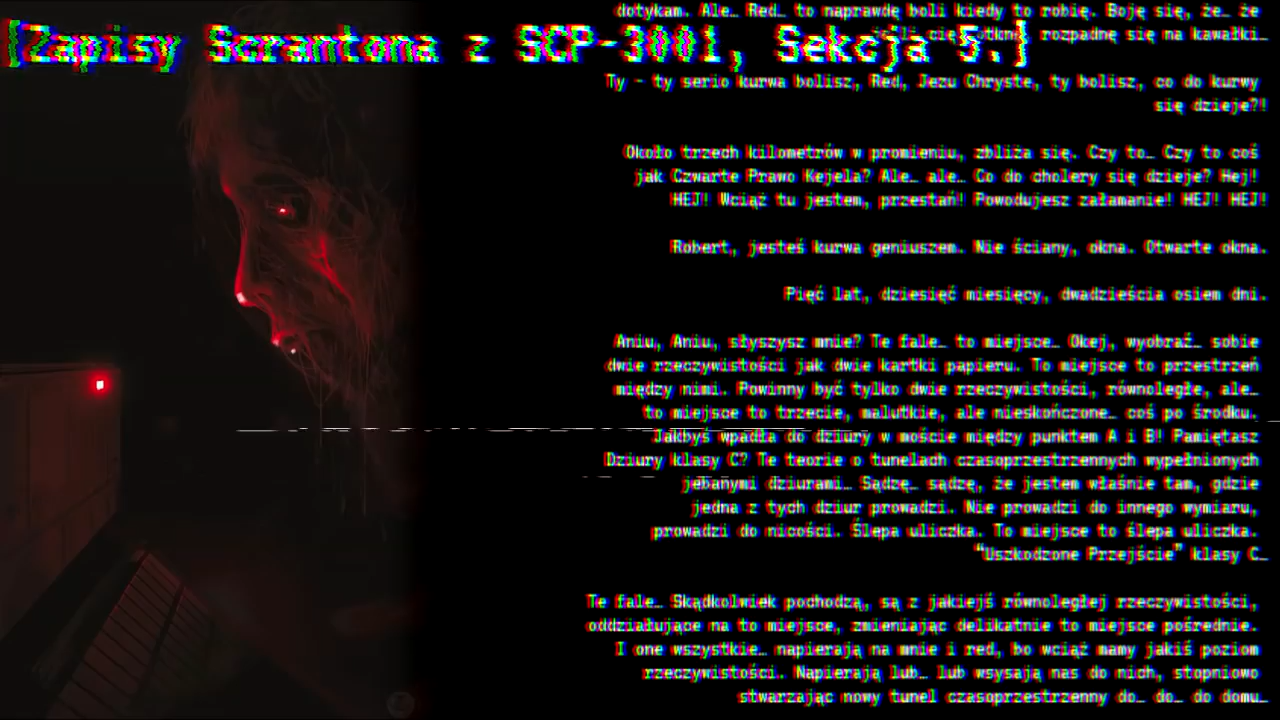 dotykam. Ale… Red… to naprawdę boli kiedy to robię. Boję się, że… że
[Zapisy Scramtona z SCP-3001, Sekcja 5.]
cię rozpadnę się na kawałki…
Ty - ty serio kurwa bolisz, Red, Jezu Chryste, ty bolisz, co do kurwy
się dzieje?!
Około trzech kilometrów w promieniu, zbliża się. Czy to… Czy to coś
jak Czwarte Prawo Kejela? Ale… ale… Co do cholery się dzieje? Hej!
HEJ! Wciąż tu jestem, przestań! Powodujesz załamanie! HEJ! HEJ!
Robert, jesteś kurwa geniuszem. Nie ściany, okna. Otwarte okna.
Pięć lat, dziesięć miesięcy, dwadzieścia osiem dni.
Aniu, Aniu, słyszysz mnie? Te fale… to miejsce… Okej, wyobraź… sobie
dwie rzeczywistości jak dwie kartki papieru. To miejsce to przestrzeń
między nimi. Powinny być tylko dwie rzeczywistości, równoległe, ale…
to miejsce to trzecie, malutkie, ale nieskończone… coś po środku.
Jakbyś wpadła do dziury w moście między punktem A i B! Pamiętasz
Dziury klasy C? Te teorie o tunelach czasoprzestrzennych wypełnionych
jebanymi dziurami… Sądzę… sądzę, że jestem właśnie tam, gdzie
jedna z tych dziur prowadzi. Nie prowadzi do innego wymiaru,
prowadzi do nicości. Ślepa uliczka. To miejsce to ślepa uliczka.
“Uszkodzone Przejście” klasy C…
Te fale… Skądkolwiek pochodzą, są z jakiejś równoległej rzeczywistości,
oddziałujące na to miejsce, zmieniając delikatnie to miejsce pośrednie.
I one wszystkie… napierają na mnie i red, bo wciąż mamy jakiś poziom
rzeczywistości. Napierają lub… lub wsysają nas do nich, stopniowo
stwarzając nowy tunel czasoprzestrzenny do… do… do domu…